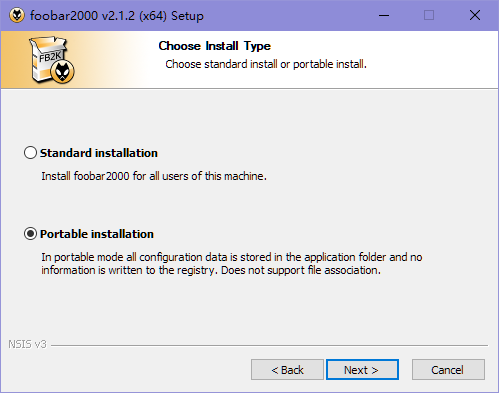 foobar2000 v2.1.2 (x64) Setup
FB2K
Choose Install Type
Choose standard install or portable install.
Standard installation
Install foobar2000 for all users of this machine.
Portable installation
In portable mode all configuration data is stored in the application folder and no
information is written to the registry. Does not support file association.
NSIS v3
< Back
Next >
Cancel